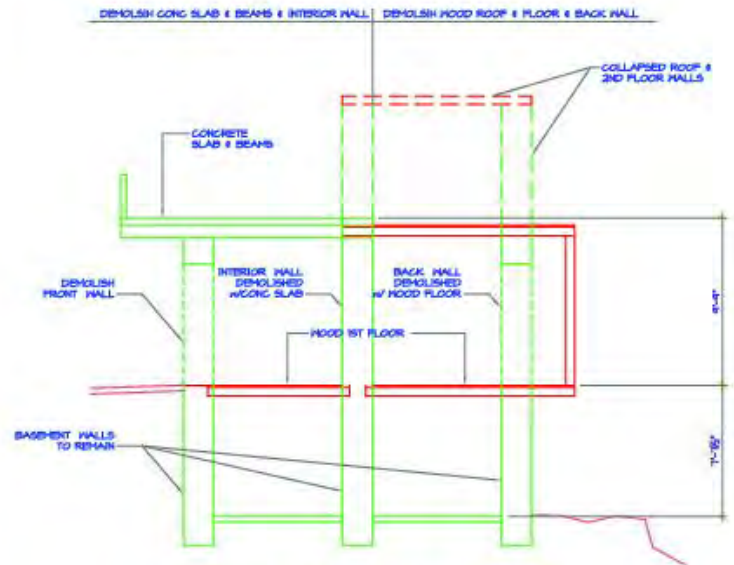 DEMOLSIH CONC SLAB & BEAMS & INTERIOR WALL
DEMOLSIH WOOD ROOF & FLOOR & BACK WALL
COLLAPSED ROOF &
2ND FLOOR WALLS
CONCRETE
SLAB & BEAMS
DEMOLISH
FRONT WALL
INTERIOR WALL
DEMOLISHED
w/CONC SLAB
BACK WALL
DEMOLISHED
w/ WOOD FLOOR
WOOD 1ST FLOOR
BASEMENT WALLS
TO REMAIN